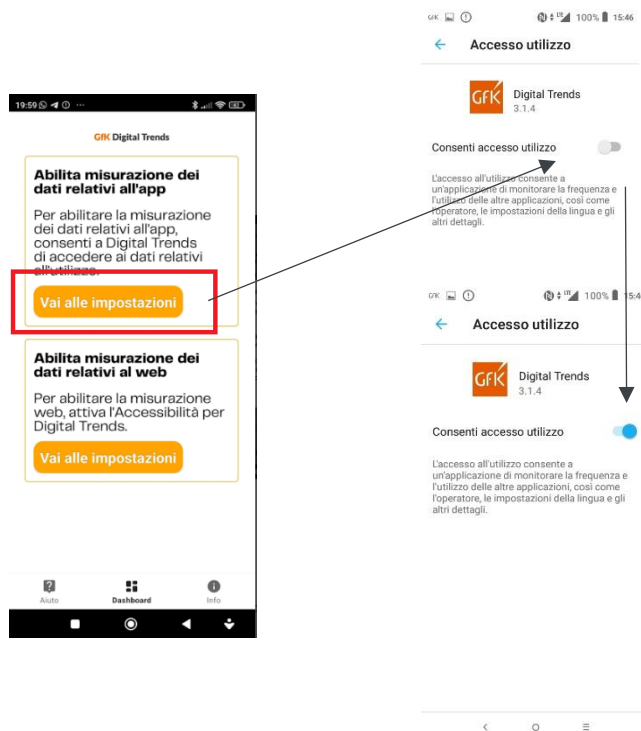 19:59
GfK Digital Trends
Abilita misurazione dei
dati relativi all'app
Per abilitare la misurazione
dei dati relativi all'app,
consenti a Digital Trends
di accedere ai dati relativi
all'utilizzo.
Vai alle impostazioni
Abilita misurazione dei
dati relativi al web
Per abilitare la misurazione
web, attiva l'Accessibilità per
Digital Trends.
Vai alle impostazioni
Aiuto
Dashboard
Info
GfK
LTE
100%
15:46
Accesso utilizzo
GfK
Digital Trends
3.1.4
Consenti accesso utilizzo
L'accesso all'utilizzo consente a
un'applicazione di monitorare la frequenza e
l'utilizzo delle altre applicazioni, così come
l'operatore, le impostazioni della lingua e gli
altri dettagli.
GfK
LTE
100%
15:4
Accesso utilizzo
GfK
Digital Trends
3.1.4
Consenti accesso utilizzo
L'accesso all'utilizzo consente a
un'applicazione di monitorare la frequenza e
l'utilizzo delle altre applicazioni, così come
l'operatore, le impostazioni della lingua e gli
altri dettagli.